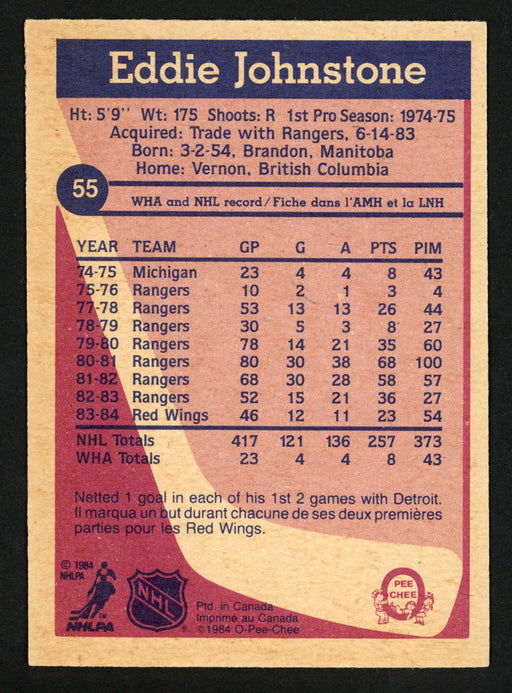 Eddie Johnstone
Ht: 5'9" Wt: 175 Shoots: R 1st Pro Season: 1974-75
Acquired: Trade with Rangers, 6-14-83
Born: 3-2-54, Brandon, Manitoba
Home: Vernon, British Columbia
55
WHA and NHL record/Fiche dans l'AMH et la LNH
YEAR TEAM GP G A PTS PIM
74-75 Michigan 23 4 4 8 43
75-76 Rangers 10 2 1 3 4
77-78 Rangers 53 13 13 26 44
78-79 Rangers 30 5 3 8 27
79-80 Rangers 78 14 21 35 60
80-81 Rangers 80 30 38 68 100
81-82 Rangers 68 30 28 58 57
82-83 Rangers 52 15 21 36 27
83-84 Red Wings 46 12 11 23 54
NHL Totals 417 121 136 257 373
WHA Totals 23 4 4 8 43
Netted 1 goal in each of his 1st 2 games with Detroit.
Il marqua un but durant chacune de ses deux premières
parties pour les Red Wings.
© 1984
NHLPA
TM
NHLPA
NHL
Ptd. in Canada
Imprimé au Canada
©1984 O-Pee-Chee
O
PEE
CHEE